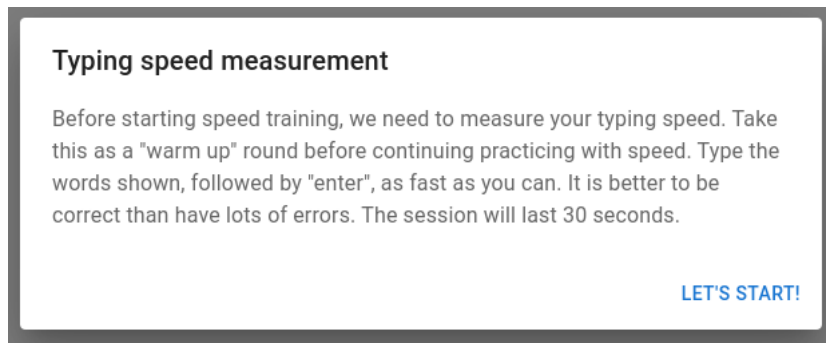 Typing speed measurement
Before starting speed training, we need to measure your typing speed. Take
this as a "warm up" round before continuing practicing with speed. Type the
words shown, followed by "enter", as fast as you can. It is better to be
correct than have lots of errors. The session will last 30 seconds.
LET'S START!